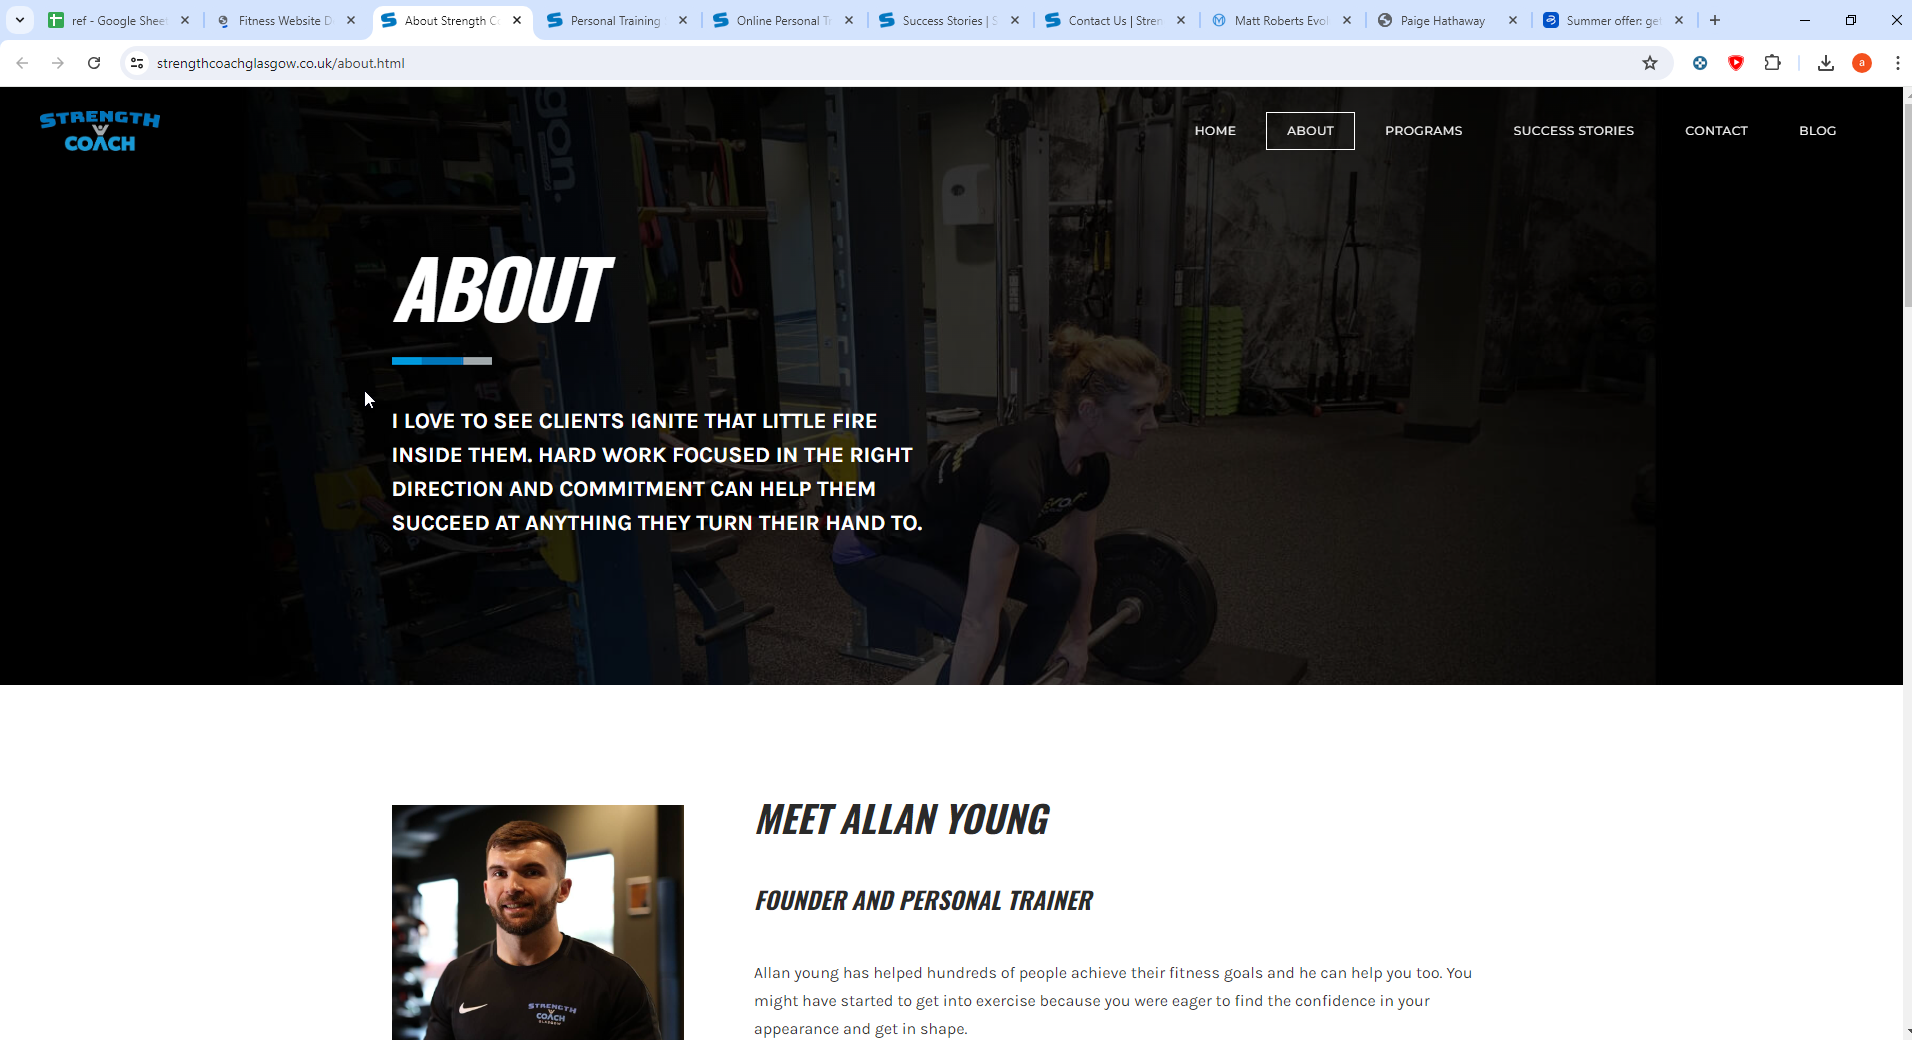 ref - Google Shee
Fitness Website D
About Strength C
Personal Training
Online Personal Tr
Success Stories | S
Contact Us | Stren
Matt Roberts Evol
Paige Hathaway
Summer offer: get
strengthcoachglasgow.co.uk/about.html
a
STRENGTH
COACH
HOME
ABOUT
PROGRAMS
SUCCESS STORIES
CONTACT
BLOG
ABOUT
I LOVE TO SEE CLIENTS IGNITE THAT LITTLE FIRE
INSIDE THEM. HARD WORK FOCUSED IN THE RIGHT
DIRECTION AND COMMITMENT CAN HELP THEM
SUCCEED AT ANYTHING THEY TURN THEIR HAND TO.
MEET ALLAN YOUNG
FOUNDER AND PERSONAL TRAINER
Allan young has helped hundreds of people achieve their fitness goals and he can help you too. You
might have started to get into exercise because you were eager to find the confidence in your
appearance and get in shape.
STRENGTH
COACH
GLASGOW